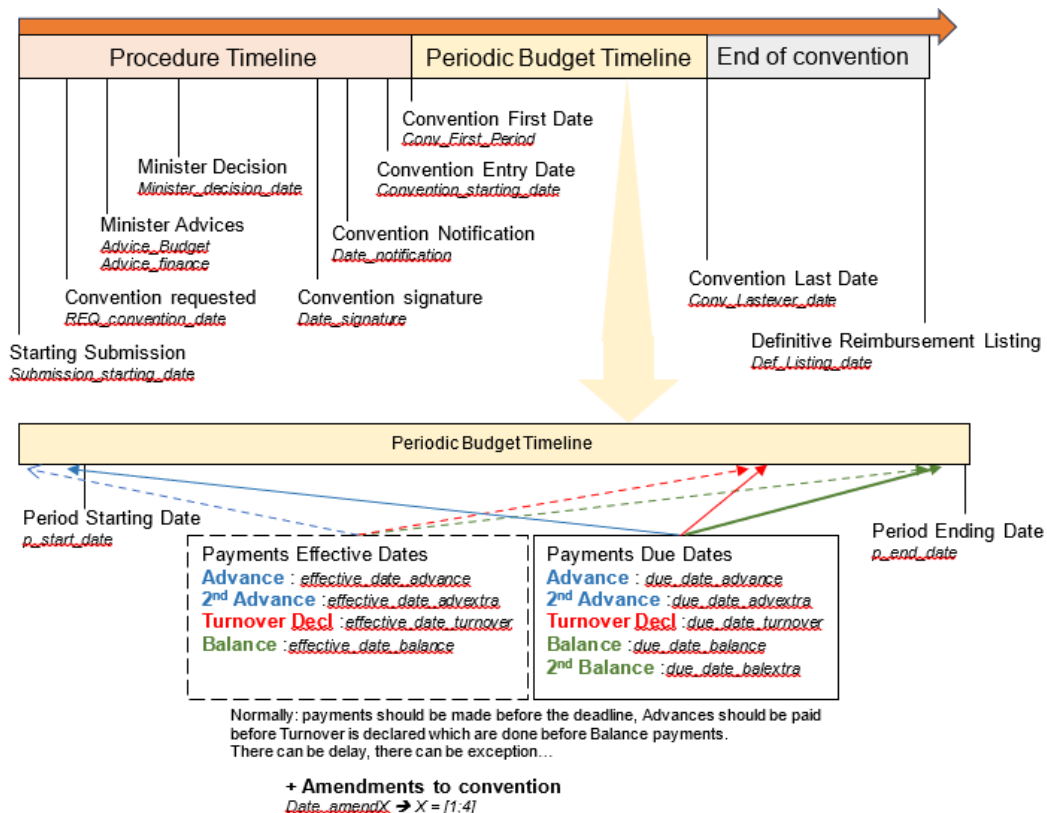 Procedure Timeline
Periodic Budget Timeline
End of convention
Convention First Date
Conv_First_Period
Minister Decision
Minister_decision_date
Convention Entry Date
Convention_starting_date
Minister Advices
Advice_Budget
Advice_finance
Convention Notification
Date_notification
Convention requested
REQ_convention_date
Convention signature
Date_signature
Convention Last Date
Conv_Lastever_date
Starting Submission
Submission_starting_date
Definitive Reimbursement Listing
Def_Listing_date
Periodic Budget Timeline
Period Starting Date
p_start_date
Period Ending Date
p_end_date
Payments Effective Dates
Advance : effective_date_advance
2nd Advance :effective_date_advextra
Turnover Decl :effective_date_turnover
Balance :effective_date_balance
Payments Due Dates
Advance : due_date_advance
2nd Advance :due_date_advextra
Turnover Decl :due_date_turnover
Balance :due_date_balance
2nd Balance :due_date_balextra
Normally: payments should be made before the deadline, Advances should be paid
before Turnover is declared which are done before Balance payments.
There can be delay, there can be exception…
+ Amendments to convention
Date_amendX ➔ X = [1:4]